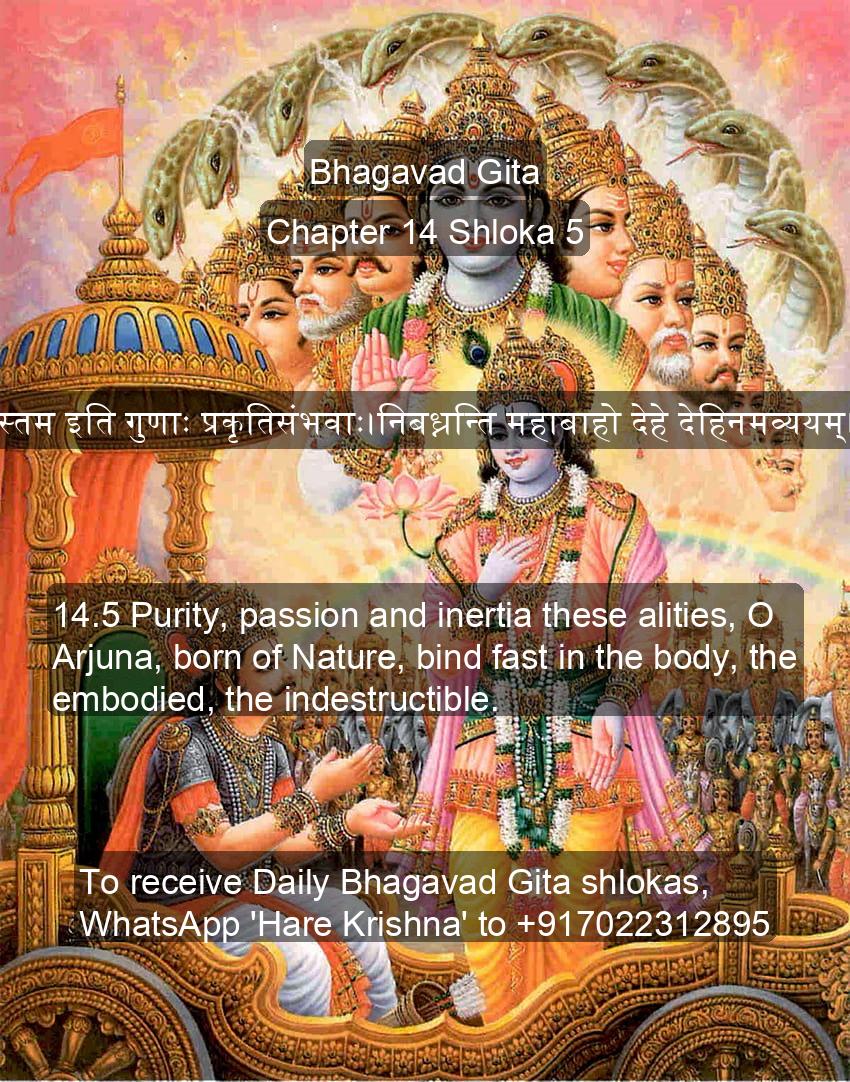 Bhagavad Gita
Chapter 14 Shloka 5
स्तम इति गुणाः प्रकृतिसंभवाः।निबध्नन्ति महाबाहो देहे देहिनमव्ययम्।
14.5 Purity, passion and inertia these alities, O
Arjuna, born of Nature, bind fast in the body, the
embodied, the indestructible.
To receive Daily Bhagavad Gita shlokas,
WhatsApp 'Hare Krishna' to +917022312895